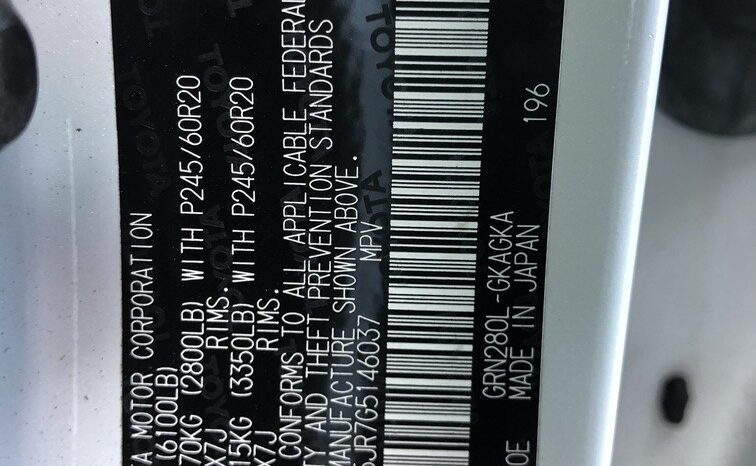 TA MOTOR CORPORATION
(6100LB)
70KG (2800LB) WITH P245/60R20
X7J RIMS.
15KG (3350LB) WITH P245/60R20
X7J RIMS.
CONFORMS TO ALL APPLICABLE FEDERAL
TY AND THEFT PREVENTION STANDARDS
MANUFACTURE SHOWN ABOVE.
5JR7G5146037 MPV
GRN280L-GKAGKA
MADE IN JAPAN 196
TOYOTA